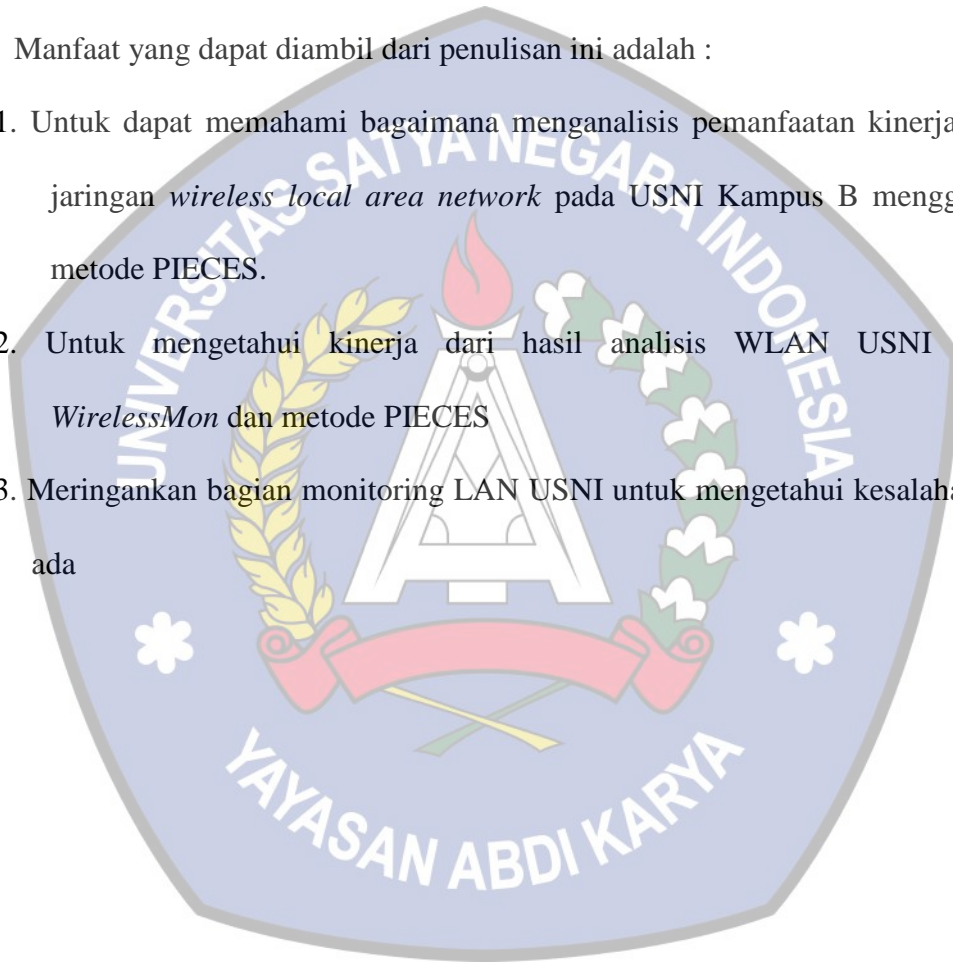 Manfaat yang dapat diambil dari penulisan ini adalah :
1. Untuk dapat memahami bagaimana menganalisis pemanfaatan kinerja
jaringan wireless local area network pada USNI Kampus B
metode PIECES.
2. Untuk mengetahui kinerja dari hasil analisis WLAN USNI
WirelessMon dan metode PIECES
3. Meringankan bagian monitoring LAN USNI untuk mengetahui
ada
UNIVERSITAS SATYA NEGARA INDONESIA
YAYASAN ABDI KARYA